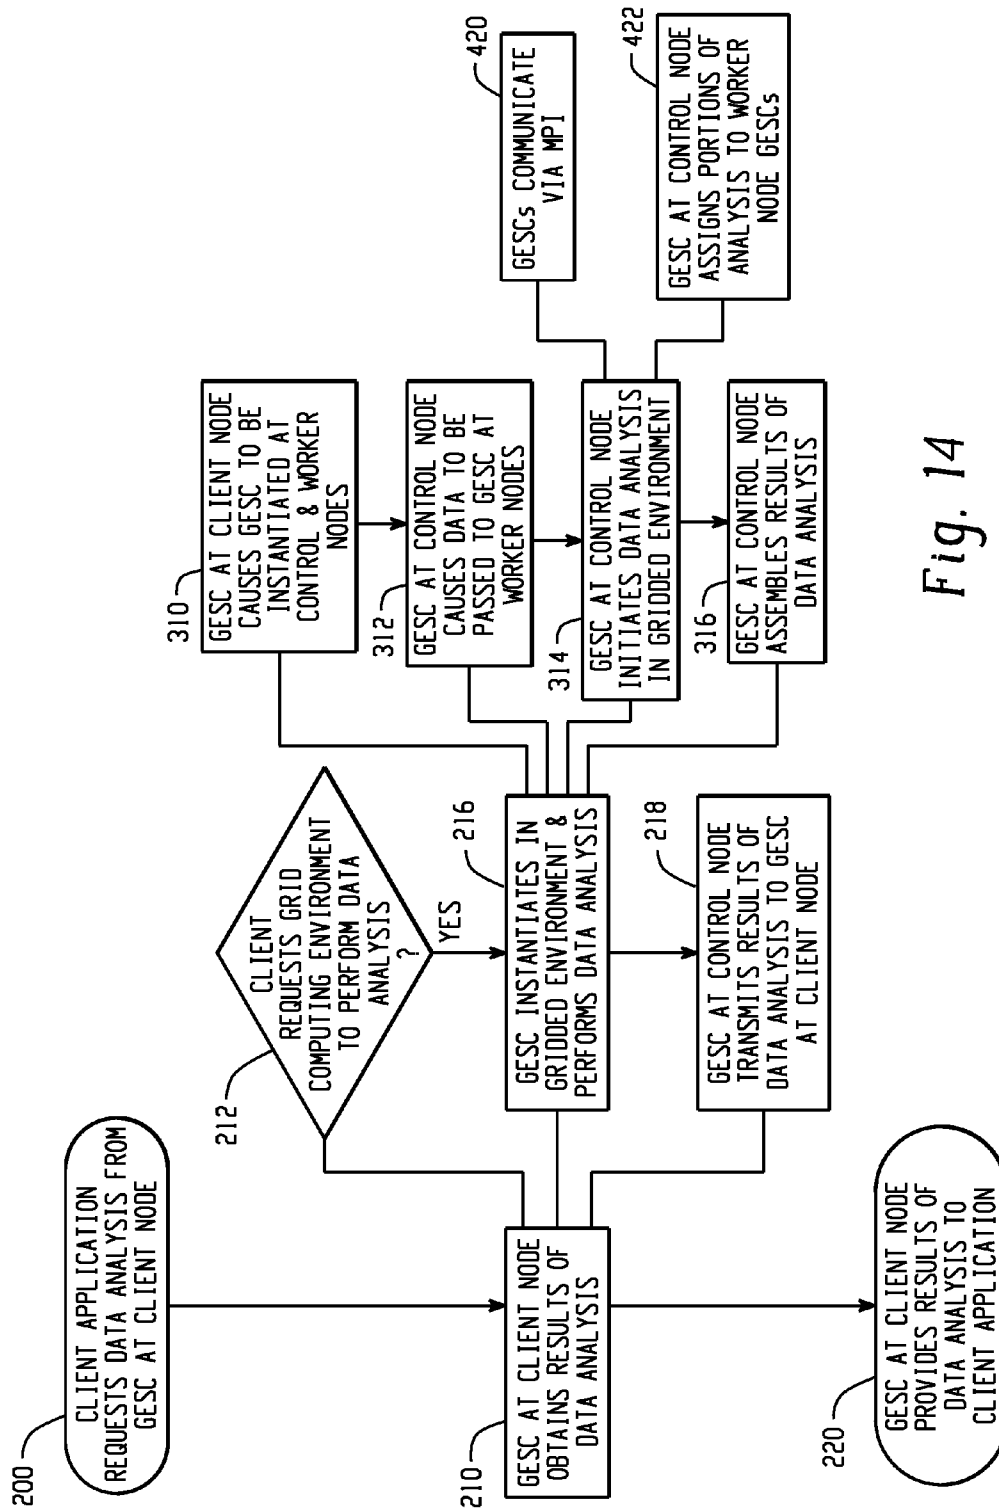 200
CLIENT APPLICATION
REQUESTS DATA ANALYSIS FROM
GESC AT CLIENT NODE
210
GESC AT CLIENT NODE
OBTAINS RESULTS OF
DATA ANALYSIS
220
GESC AT CLIENT NODE
PROVIDES RESULTS OF
DATA ANALYSIS TO
CLIENT APPLICATION
212
CLIENT
REQUESTS GRID
COMPUTING ENVIRONMENT
TO PERFORM DATA
ANALYSIS
?
YES
216
GESC INSTANTIATES IN
GRIDDED ENVIRONMENT &
PERFORMS DATA ANALYSIS
218
GESC AT CONTROL NODE
TRANSMITS RESULTS OF
DATA ANALYSIS TO GESC
AT CLIENT NODE
310
GESC AT CLIENT NODE
CAUSES GESC TO BE
INSTANTIATED AT
CONTROL & WORKER
NODES
312
GESC AT CONTROL NODE
CAUSES DATA TO BE
PASSED TO GESC AT
WORKER NODES
314
GESC AT CONTROL NODE
INITIATES DATA ANALYSIS
IN GRIDDED ENVIRONMENT
316
GESC AT CONTROL NODE
ASSEMBLES RESULTS OF
DATA ANALYSIS
420
GESCs COMMUNICATE
VIA MPI
422
GESC AT CONTROL NODE
ASSIGNS PORTIONS OF
ANALYSIS TO WORKER
NODE GESCs
Fig. 14